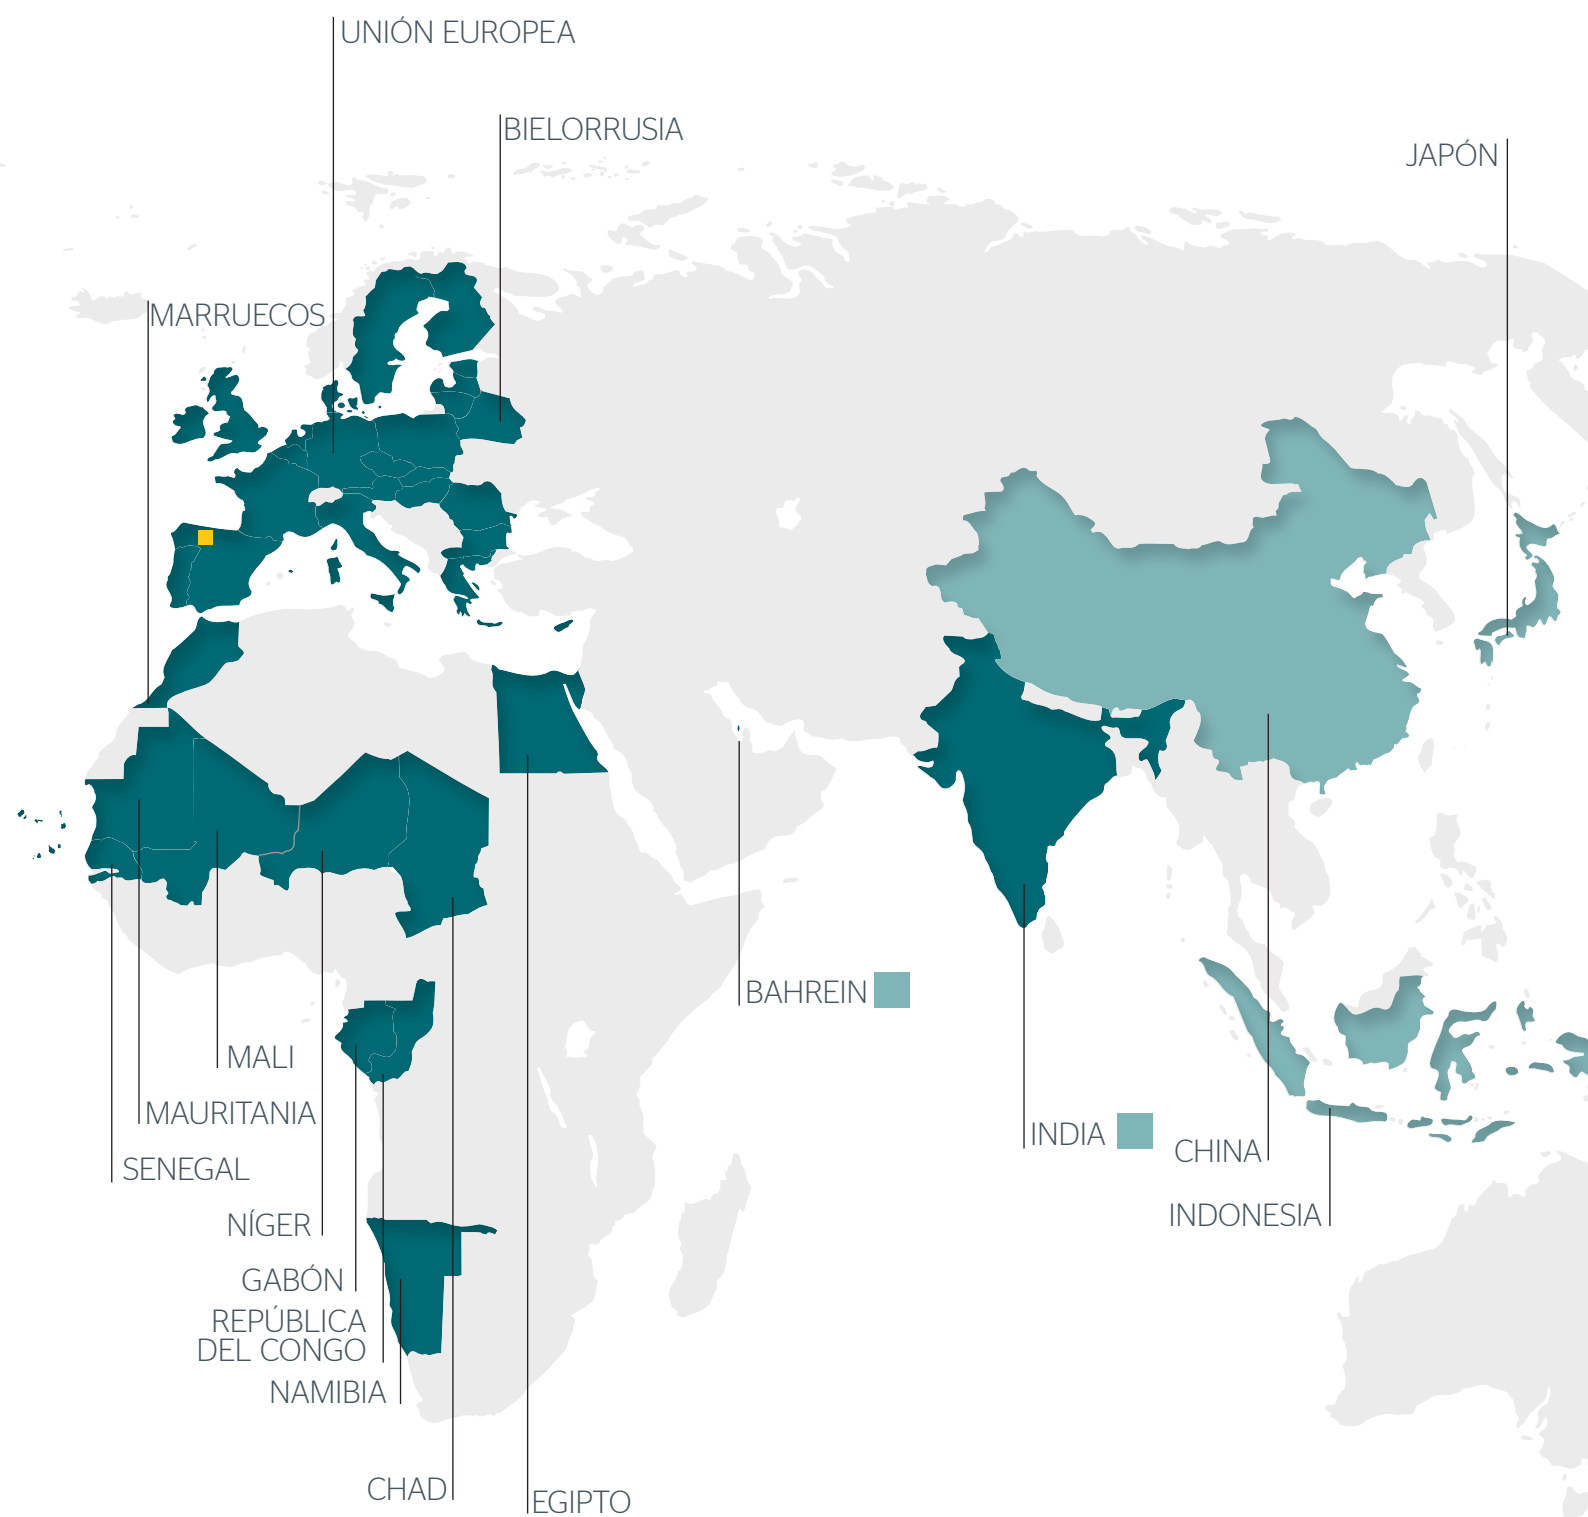 UNIÓN EUROPEA
BIELORRUSIA
JAPÓN
MARRUECOS
BAHREIN
MALI
MAURITANIA
INDIA
CHINA
SENEGAL
INDONESIA
NÍGER
GABÓN
REPÚBLICA
DEL CONGO
NAMIBIA
CHAD
EGIPTO